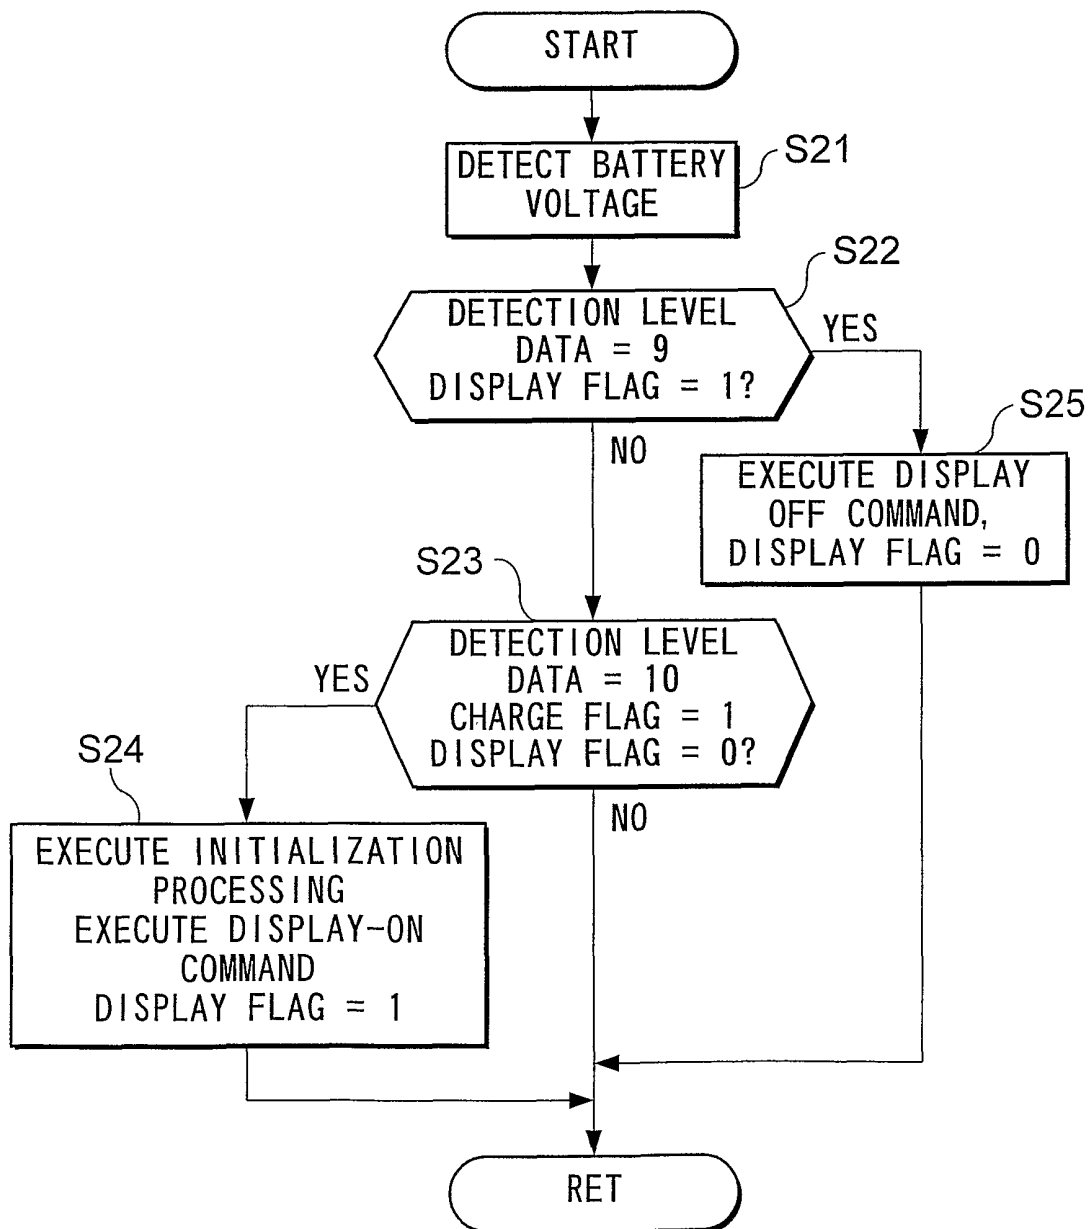 START
S21
DETECT BATTERY
VOLTAGE
S22
DETECTION LEVEL
DATA = 9
DISPLAY FLAG = 1?
YES
NO
S25
EXECUTE DISPLAY
OFF COMMAND,
DISPLAY FLAG = 0
S23
DETECTION LEVEL
DATA = 10
CHARGE FLAG = 1
DISPLAY FLAG = 0?
YES
NO
S24
EXECUTE INITIALIZATION
PROCESSING
EXECUTE DISPLAY-ON
COMMAND
DISPLAY FLAG = 1
RET